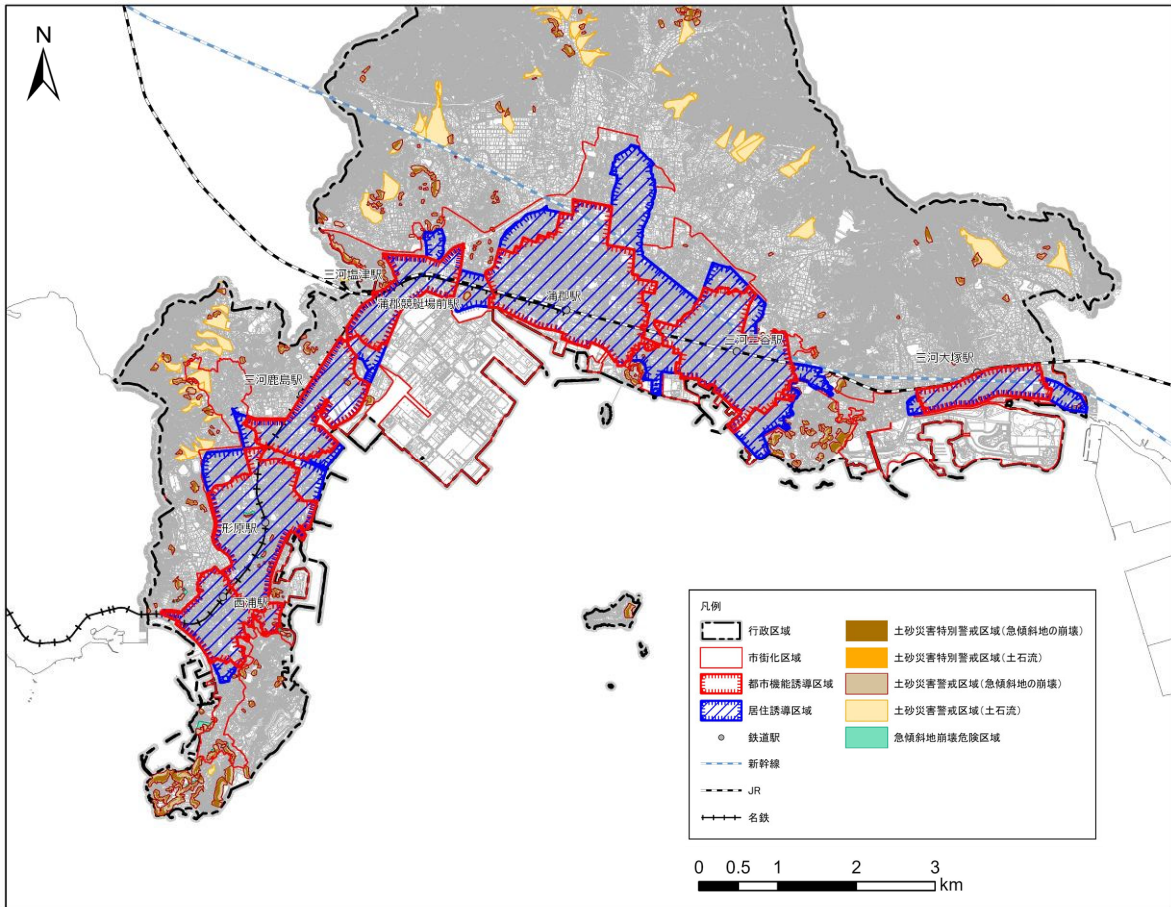 N
三河塩津駅
蒲郡競艇場前駅
蒲郡駅
三河三谷駅
三河大塚駅
三河鹿島駅
形原駅
西浦駅
凡例
行政区域
市街化区域
都市機能誘導区域
居住誘導区域
鉄道駅
新幹線
JR
名鉄
土砂災害特別警戒区域(急傾斜地の崩壊)
土砂災害特別警戒区域(土石流)
土砂災害警戒区域(急傾斜地の崩壊)
土砂災害警戒区域(土石流)
急傾斜地崩壊危険区域
0 0.5 1 2 3
km